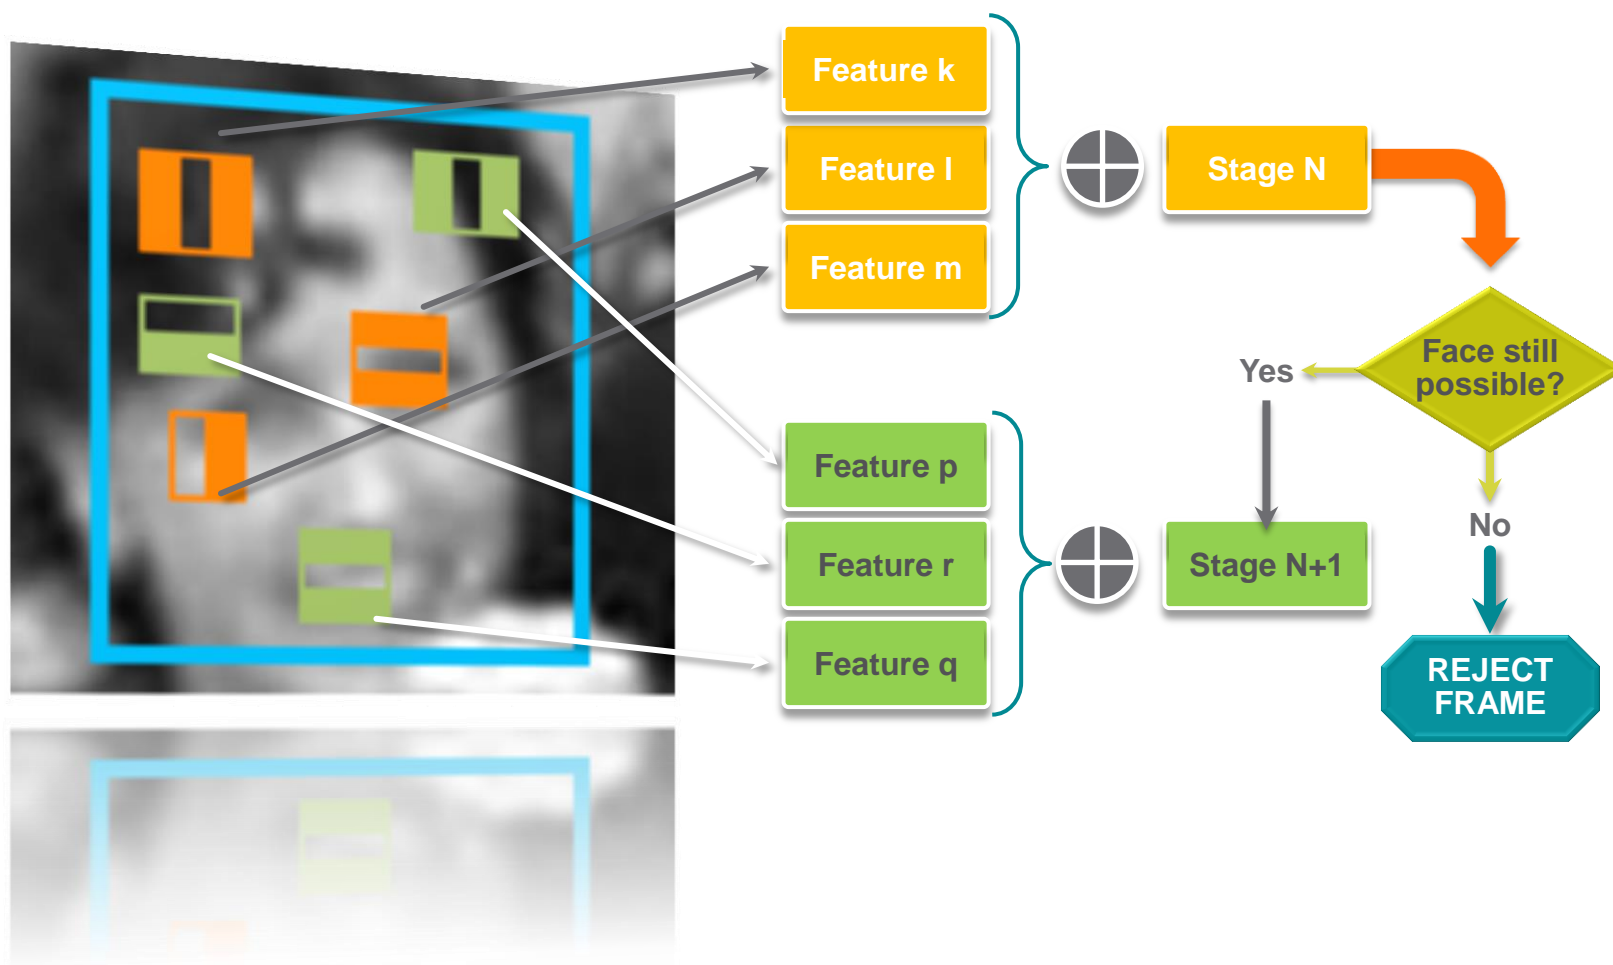 Feature k
Feature l
Feature m
Stage N
Face still
possible?
Yes
No
Feature p
Feature r
Feature q
Stage N+1
REJECT
FRAME